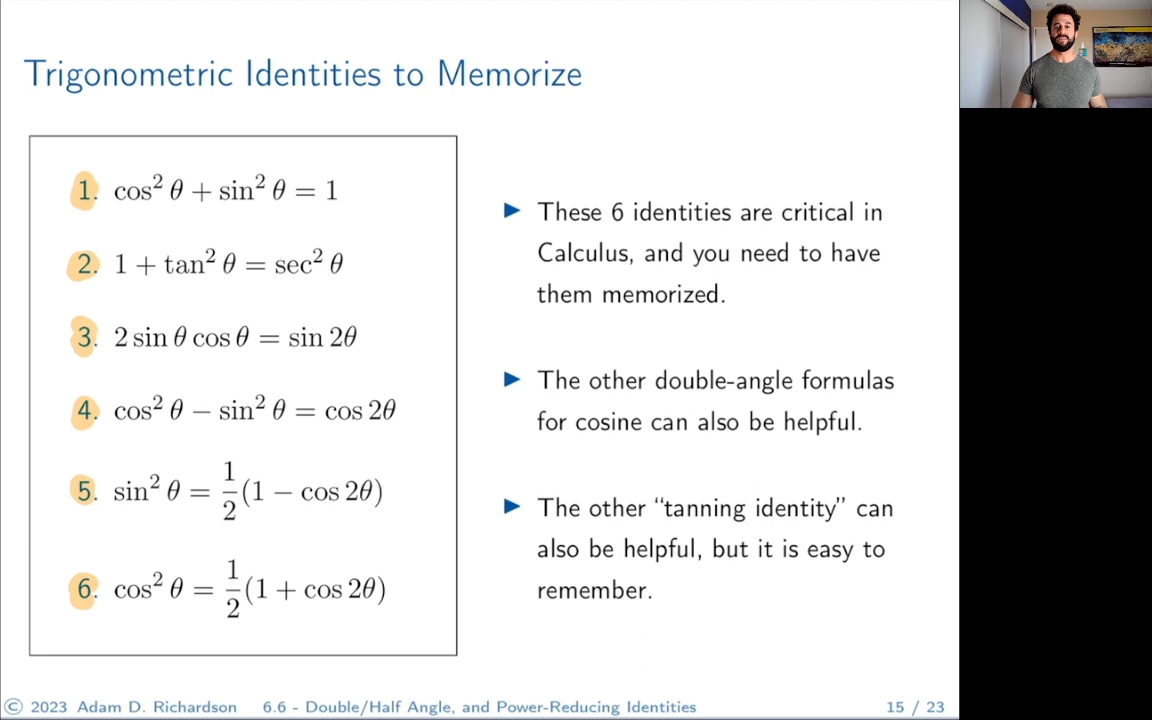 Trigonometric Identities to Memorize
1. cos² θ + sin² θ = 1
2. 1 + tan² θ = sec² θ
3. 2 sin θ cos θ = sin 2θ
4. cos² θ − sin² θ = cos 2θ
5. sin² θ = 1/2 (1 − cos 2θ)
6. cos² θ = 1/2 (1 + cos 2θ)
▶ These 6 identities are critical in
Calculus, and you need to have
them memorized.
▶ The other double-angle formulas
for cosine can also be helpful.
▶ The other “tanning identity” can
also be helpful, but it is easy to
remember.
© 2023 Adam D. Richardson 6.6 - Double/Half Angle, and Power-Reducing Identities 15 / 23